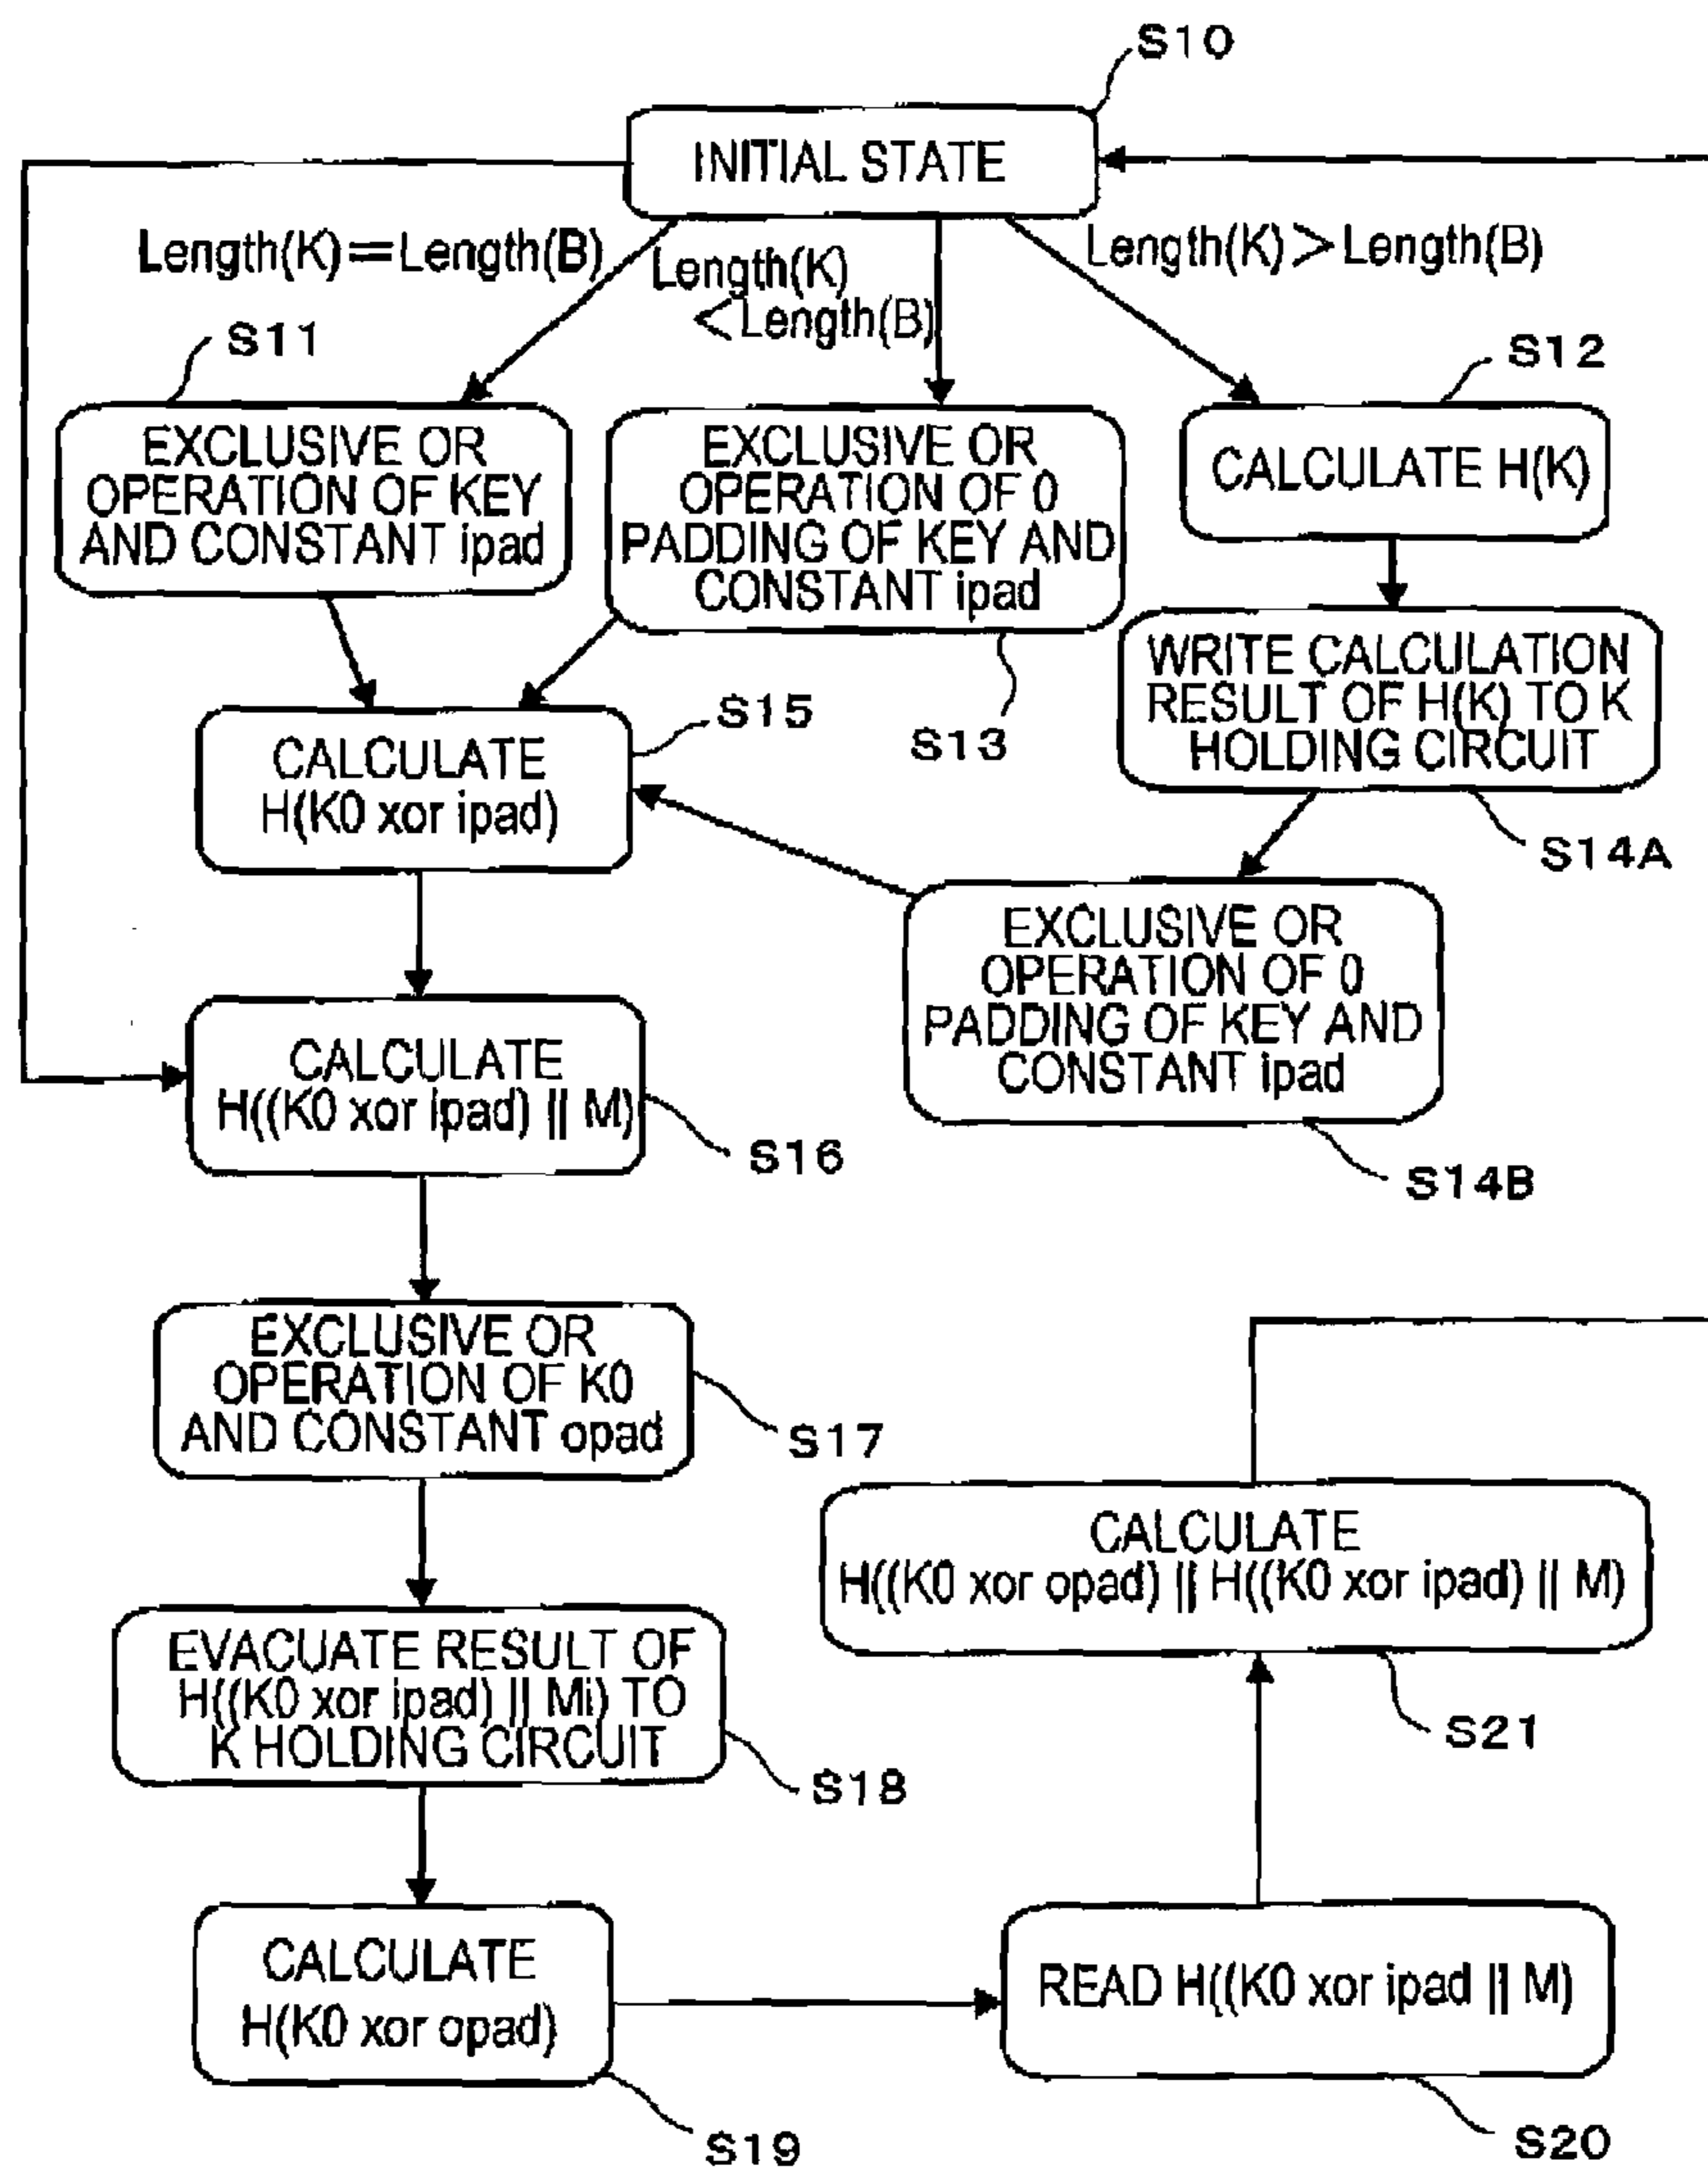 S10
INITIAL STATE
Length(K)=Length(B)
Length(K)
<Length(B)
Length(K)>Length(B)
S11
EXCLUSIVE OR
OPERATION OF KEY
AND CONSTANT ipad
EXCLUSIVE OR
OPERATION OF 0
PADDING OF KEY AND
CONSTANT ipad
S13
S12
CALCULATE H(K)
WRITE CALCULATION
RESULT OF H(K) TO K
HOLDING CIRCUIT
S14A
S15
CALCULATE
H(K0 xor ipad)
EXCLUSIVE OR
OPERATION OF 0
PADDING OF KEY AND
CONSTANT ipad
S14B
CALCULATE
H((K0 xor ipad) || M)
S16
EXCLUSIVE OR
OPERATION OF K0
AND CONSTANT opad
S17
EVACUATE RESULT OF
H((K0 xor ipad) || Mi) TO
K HOLDING CIRCUIT
S18
CALCULATE
H(K0 xor opad)
S19
READ H((K0 xor ipad || M)
S20
CALCULATE
H((K0 xor opad) || H((K0 xor ipad) || M)
S21